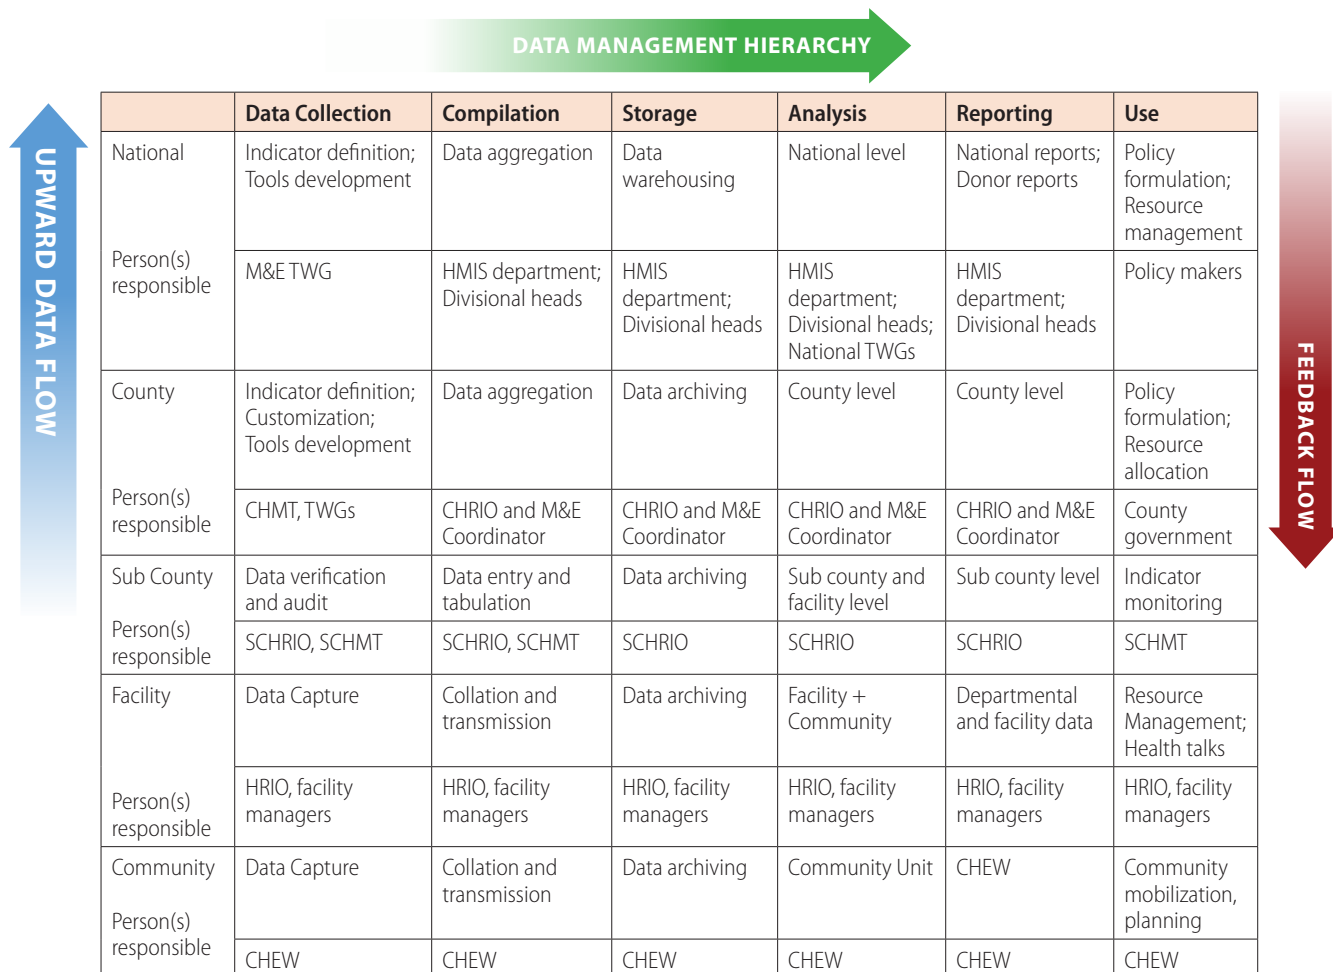 DATA MANAGEMENT HIERARCHY
UPWARD DATA FLOW
FEEDBACK FLOW
Data Collection
Compilation
Storage
Analysis
Reporting
Use
National
Indicator definition;
Tools development
Data aggregation
Data
warehousing
National level
National reports;
Donor reports
Policy
formulation;
Resource
management
Person(s)
responsible
M&E TWG
HMIS department;
Divisional heads
HMIS
department;
Divisional heads
HMIS
department;
Divisional heads;
National TWGs
HMIS
department;
Divisional heads
Policy makers
County
Indicator definition;
Customization;
Tools development
Data aggregation
Data archiving
County level
County level
Policy
formulation;
Resource
allocation
Person(s)
responsible
CHMT, TWGs
CHRIO and M&E
Coordinator
CHRIO and M&E
Coordinator
CHRIO and M&E
Coordinator
CHRIO and M&E
Coordinator
County
government
Sub County
Data verification
and audit
Data entry and
tabulation
Data archiving
Sub county and
facility level
Sub county level
Indicator
monitoring
Person(s)
responsible
SCHRIO, SCHMT
SCHRIO, SCHMT
SCHRIO
SCHRIO
SCHRIO
SCHMT
Facility
Data Capture
Collation and
transmission
Data archiving
Facility +
Community
Departmental
and facility data
Resource
Management;
Health talks
Person(s)
responsible
HRIO, facility
managers
HRIO, facility
managers
HRIO, facility
managers
HRIO, facility
managers
HRIO, facility
managers
HRIO, facility
managers
Community
Data Capture
Collation and
transmission
Data archiving
Community Unit
CHEW
Community
mobilization,
planning
Person(s)
responsible
CHEW
CHEW
CHEW
CHEW
CHEW
CHEW